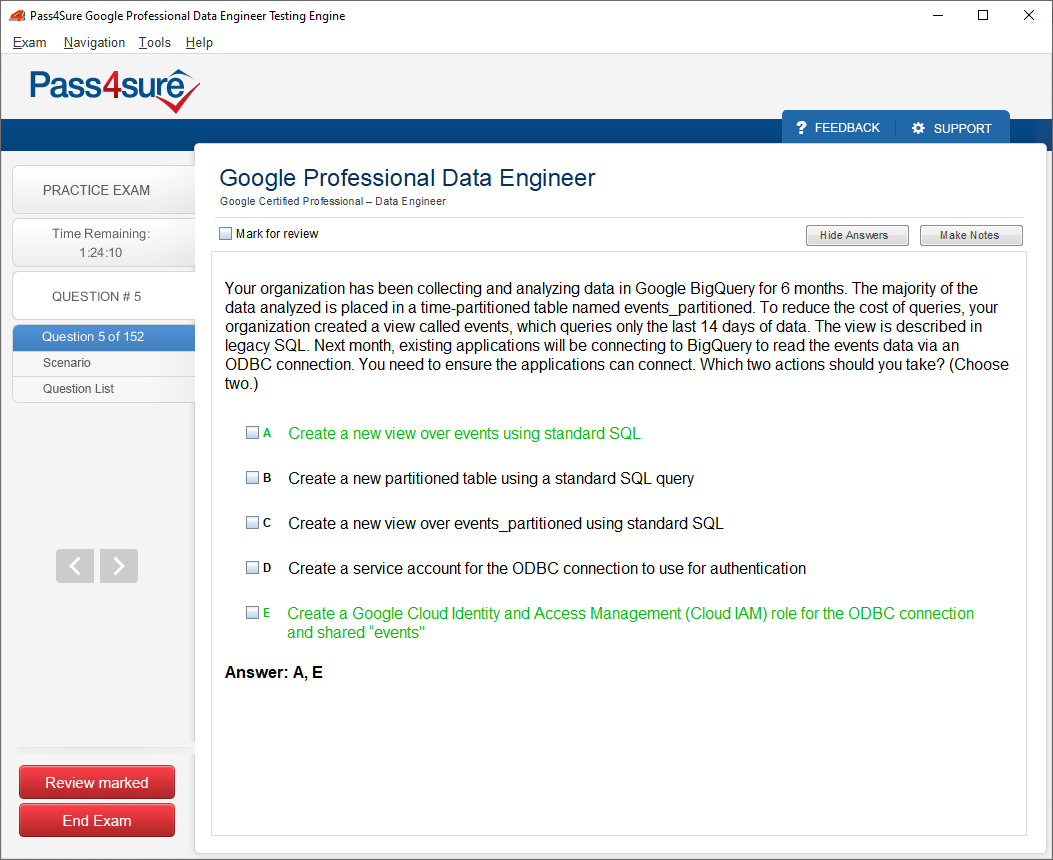 Pass4Sure Google Professional Data Engineer Testing Engine
Exam Navigation Tools Help
Pass4sure
? FEEDBACK SUPPORT
PRACTICE EXAM
Time Remaining:
1:24:10
QUESTION # 5
Question 5 of 152
Scenario
Question List
Review marked
End Exam
Google Professional Data Engineer
Google Certified Professional – Data Engineer
Mark for review
Hide Answers Make Notes
Your organization has been collecting and analyzing data in Google BigQuery for 6 months. The majority of the
data analyzed is placed in a time-partitioned table named events_partitioned. To reduce the cost of queries, your
organization created a view called events, which queries only the last 14 days of data. The view is described in
legacy SQL. Next month, existing applications will be connecting to BigQuery to read the events data via an
ODBC connection. You need to ensure the applications can connect. Which two actions should you take? (Choose
two.)
A Create a new view over events using standard SQL
B Create a new partitioned table using a standard SQL query
C Create a new view over events_partitioned using standard SQL
D Create a service account for the ODBC connection to use for authentication
E Create a Google Cloud Identity and Access Management (Cloud IAM) role for the ODBC connection
and shared “events"
Answer: A, E